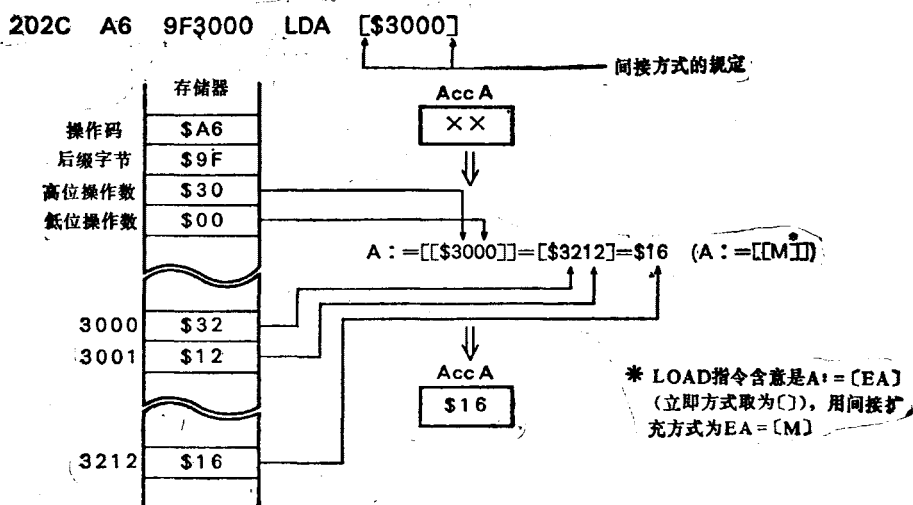 202C A6 9F3000 LDA [$3000]
间接方式的规定
存储器
Acc A
操作码 $A6 ××
后缀字节 $9F
高位操作数 $30
低位操作数 $00
A：=[[$3000]]=[$3212]=$16 (A：=[[M*]])
3000 $32
3001 $12
Acc A
$16
3212 $16
* LOAD指令含意是A:=〔EA〕
(立即方式取为〔〕)，用间接扩
充方式为EA=〔M〕